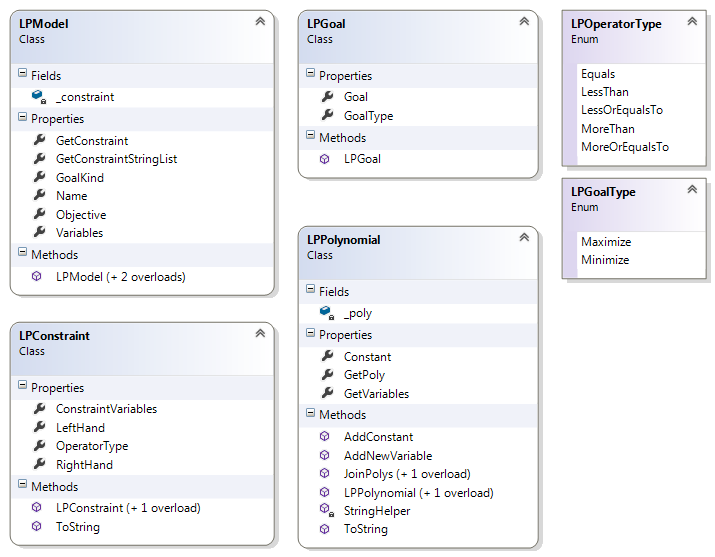 LPModel
Class
Fields
_constraint
Properties
GetConstraint
GetConstraintStringList
GoalKind
Name
Objective
Variables
Methods
LPModel (+ 2 overloads)
LPConstraint
Class
Properties
ConstraintVariables
LeftHand
OperatorType
RightHand
Methods
LPConstraint (+ 1 overload)
ToString
LPGoal
Class
Properties
Goal
GoalType
Methods
LPGoal
LPPolynomial
Class
Fields
_poly
Properties
Constant
GetPoly
GetVariables
Methods
AddConstant
AddNewVariable
JoinPolys (+ 1 overload)
LPPolynomial (+ 1 overload)
StringHelper
ToString
LPOperatorType
Enum
Equals
LessThan
LessOrEqualsTo
MoreThan
MoreOrEqualsTo
LPGoalType
Enum
Maximize
Minimize